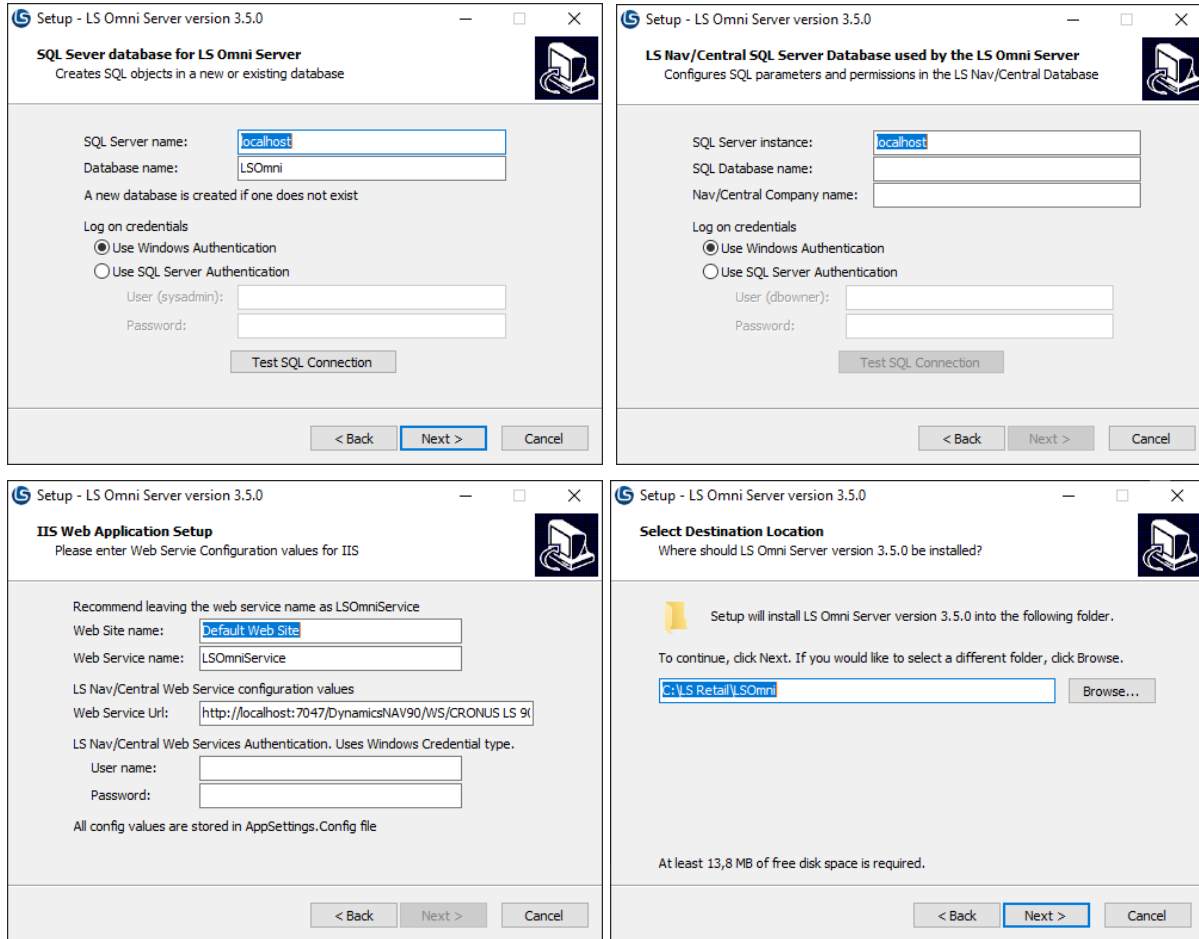 Setup - LS Omni Server version 3.5.0
SQL Sever database for LS Omni Server
Creates SQL objects in a new or existing database
SQL Server name: localhost
Database name: LSOmni
A new database is created if one does not exist
Log on credentials
Use Windows Authentication
Use SQL Server Authentication
User (sysadmin):
Password:
Test SQL Connection
< Back Next > Cancel
Setup - LS Omni Server version 3.5.0
LS Nav/Central SQL Server Database used by the LS Omni Server
Configures SQL parameters and permissions in the LS Nav/Central Database
SQL Server instance: localhost
SQL Database name:
Nav/Central Company name:
Log on credentials
Use Windows Authentication
Use SQL Server Authentication
User (dbowner):
Password:
Test SQL Connection
< Back Next > Cancel
Setup - LS Omni Server version 3.5.0
IIS Web Application Setup
Please enter Web Servie Configuration values for IIS
Recommend leaving the web service name as LSOmniService
Web Site name: Default Web Site
Web Service name: LSOmniService
LS Nav/Central Web Service configuration values
Web Service Url: http://localhost:7047/DynamicsNAV90/WS/CRONUS LS 90
LS Nav/Central Web Services Authentication. Uses Windows Credential type.
User name:
Password:
All config values are stored in AppSettings.Config file
< Back Next > Cancel
Setup - LS Omni Server version 3.5.0
Select Destination Location
Where should LS Omni Server version 3.5.0 be installed?
Setup will install LS Omni Server version 3.5.0 into the following folder.
To continue, click Next. If you would like to select a different folder, click Browse.
C:\LS Retail\LSOmni Browse...
At least 13,8 MB of free disk space is required.
< Back Next > Cancel